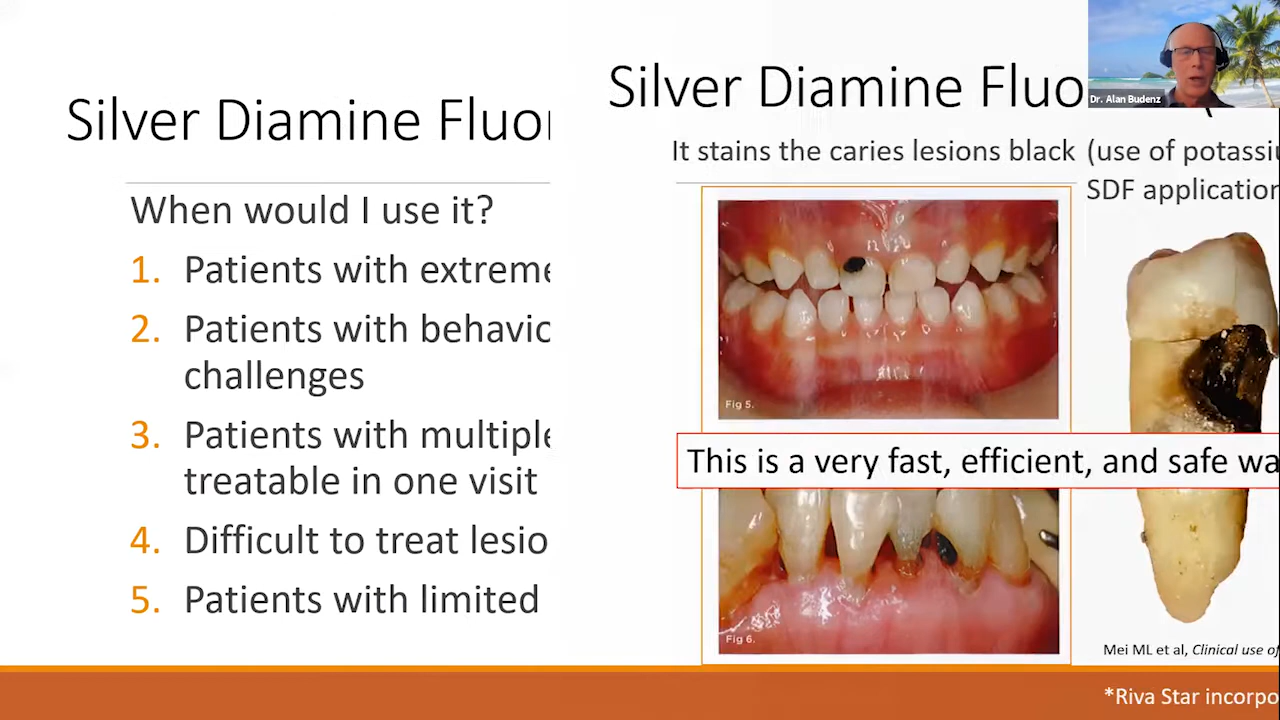 Silver Diamine Fluo
When would I use it?
1. Patients with extrem
2. Patients with behavio
challenges
3. Patients with multiple
treatable in one visit
4. Difficult to treat lesio
5. Patients with limited
Silver Diamine Fluo
Dr. Alan Budenz
It stains the caries lesions black (use of potassiu
SDF application
Fig 5.
This is a very fast, efficient, and safe wa
Fig 6.
Mei ML et al, Clinical use of
*Riva Star incorpo